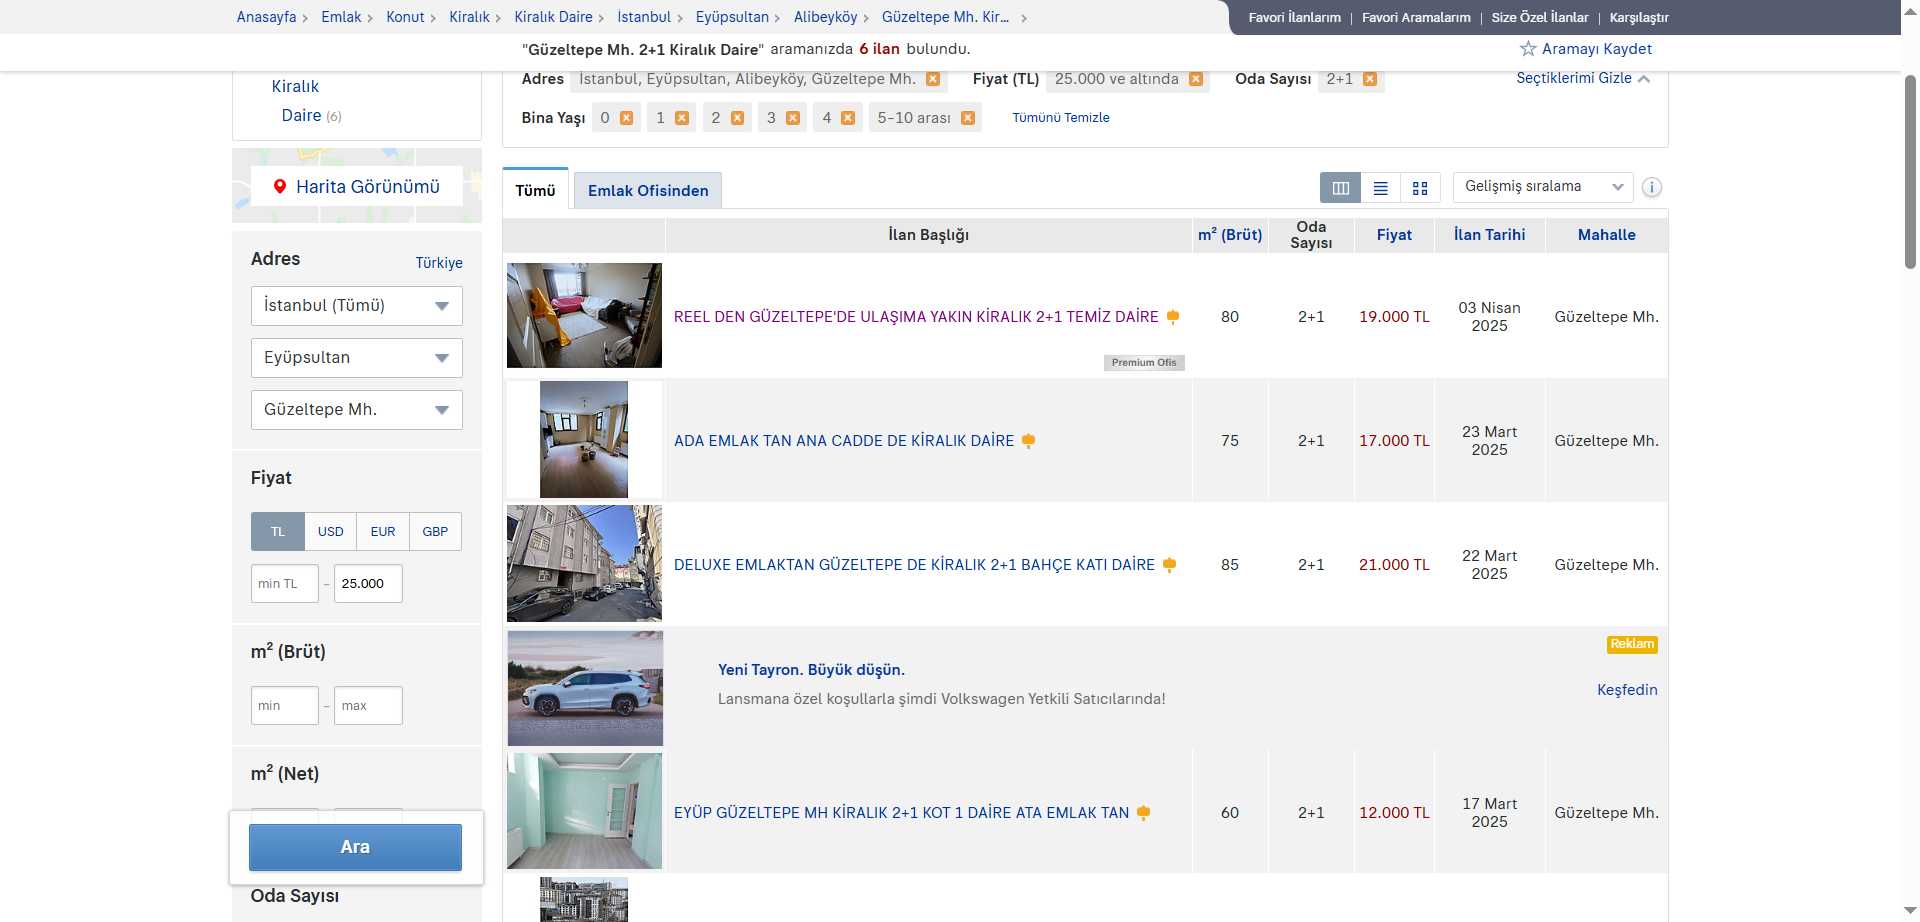 Anasayfa > Emlak > Konut > Kiralık > Kiralık Daire > İstanbul > Eyüpsultan > Alibeyköy > Güzeltepe Mh. Kir... >
Favori İlanlarım | Favori Aramalarım | Size Özel İlanlar | Karşılaştır
"Güzeltepe Mh. 2+1 Kiralık Daire" aramanızda 6 ilan bulundu.
Aramayı Kaydet
Adres İstanbul, Eyüpsultan, Alibeyköy, Güzeltepe Mh. Fiyat (TL) 25.000 ve altında Oda Sayısı 2+1
Seçtiklerimi Gizle
Bina Yaşı 0 1 2 3 4 5-10 arası Tümünü Temizle
Kiralık
Daire (6)
Harita Görünümü
Adres
Türkiye
İstanbul (Tümü)
Eyüpsultan
Güzeltepe Mh.
Fiyat
TL USD EUR GBP
min TL - 25.000
m² (Brüt)
min - max
m² (Net)
Ara
Oda Sayısı
Tümü
Emlak Ofisinden
Gelişmiş sıralama
i
İlan Başlığı m² (Brüt) Oda Sayısı Fiyat İlan Tarihi Mahalle
REEL DEN GÜZELTEPE'DE ULAŞIMA YAKIN KİRALIK 2+1 TEMİZ DAİRE 80 2+1 19.000 TL 03 Nisan 2025 Güzeltepe Mh.
Premium Ofis
ADA EMLAK TAN ANA CADDE DE KİRALIK DAİRE 75 2+1 17.000 TL 23 Mart 2025 Güzeltepe Mh.
DELUXE EMLAKTAN GÜZELTEPE DE KİRALIK 2+1 BAHÇE KATI DAİRE 85 2+1 21.000 TL 22 Mart 2025 Güzeltepe Mh.
Reklam
Yeni Tayron. Büyük düşün.
Lansmana özel koşullarla şimdi Volkswagen Yetkili Satıcılarında!
Keşfedin
EYÜP GÜZELTEPE MH KİRALIK 2+1 KOT 1 DAİRE ATA EMLAK TAN 60 2+1 12.000 TL 17 Mart 2025 Güzeltepe Mh.